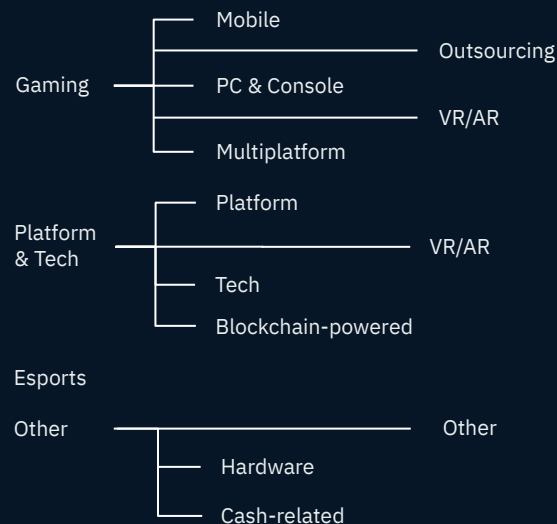 Mobile
Outsourcing
Gaming
PC & Console
VR/AR
Multiplatform
Platform
Platform
& Tech
VR/AR
Tech
Blockchain-powered
Esports
Other
Other
Hardware
Cash-related